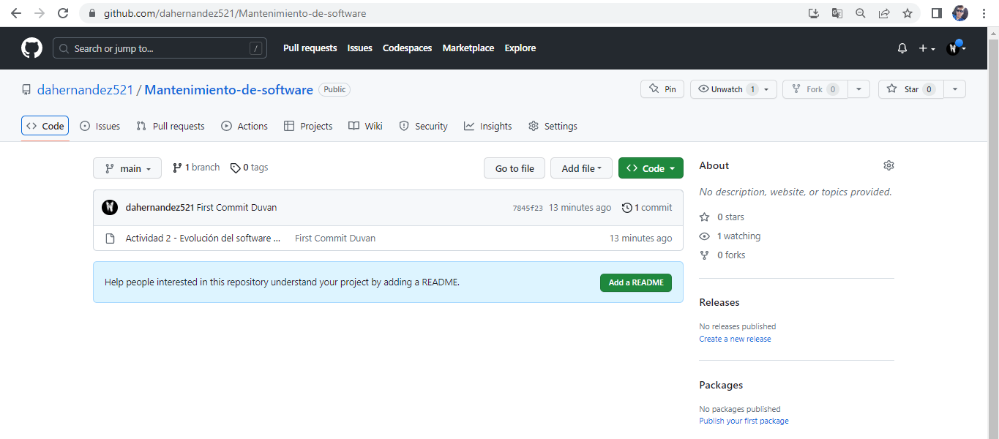 github.com/dahernandez521/Mantenimiento-de-software
Search or jump to... /
Pull requests Issues Codespaces Marketplace Explore
dahernandez521 / Mantenimiento-de-software Public
Pin Unwatch 1 Fork 0 Star 0
Code Issues Pull requests Actions Projects Wiki Security Insights Settings
main 1 branch 0 tags Go to file Add file Code
dahernandez521 First Commit Duvan 7845f23 13 minutes ago 1 commit
Actividad 2 - Evolución del software ... First Commit Duvan 13 minutes ago
Help people interested in this repository understand your project by adding a README. Add a README
About
No description, website, or topics provided.
0 stars
1 watching
0 forks
Releases
No releases published
Create a new release
Packages
No packages published
Publish your first package